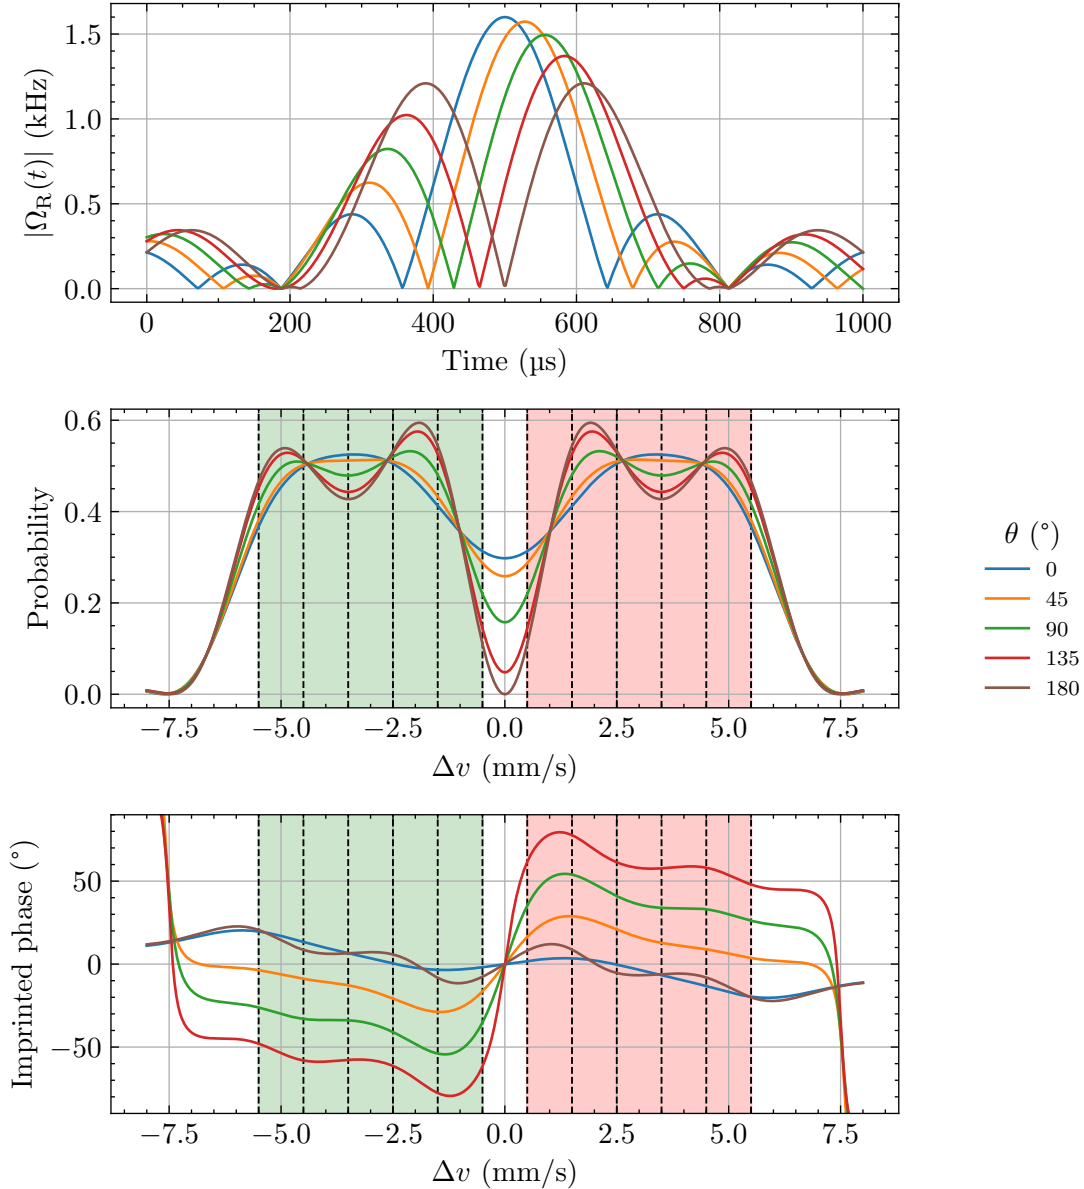 |Ω_R(t)| (kHz)
1.5
1.0
0.5
0.0
0 200 400 600 800 1000
Time (µs)
Probability
0.6
0.4
0.2
0.0
−7.5 −5.0 −2.5 0.0 2.5 5.0 7.5
Δv (mm/s)
θ (°)
0
45
90
135
180
Imprinted phase (°)
50
0
−50
−7.5 −5.0 −2.5 0.0 2.5 5.0 7.5
Δv (mm/s)